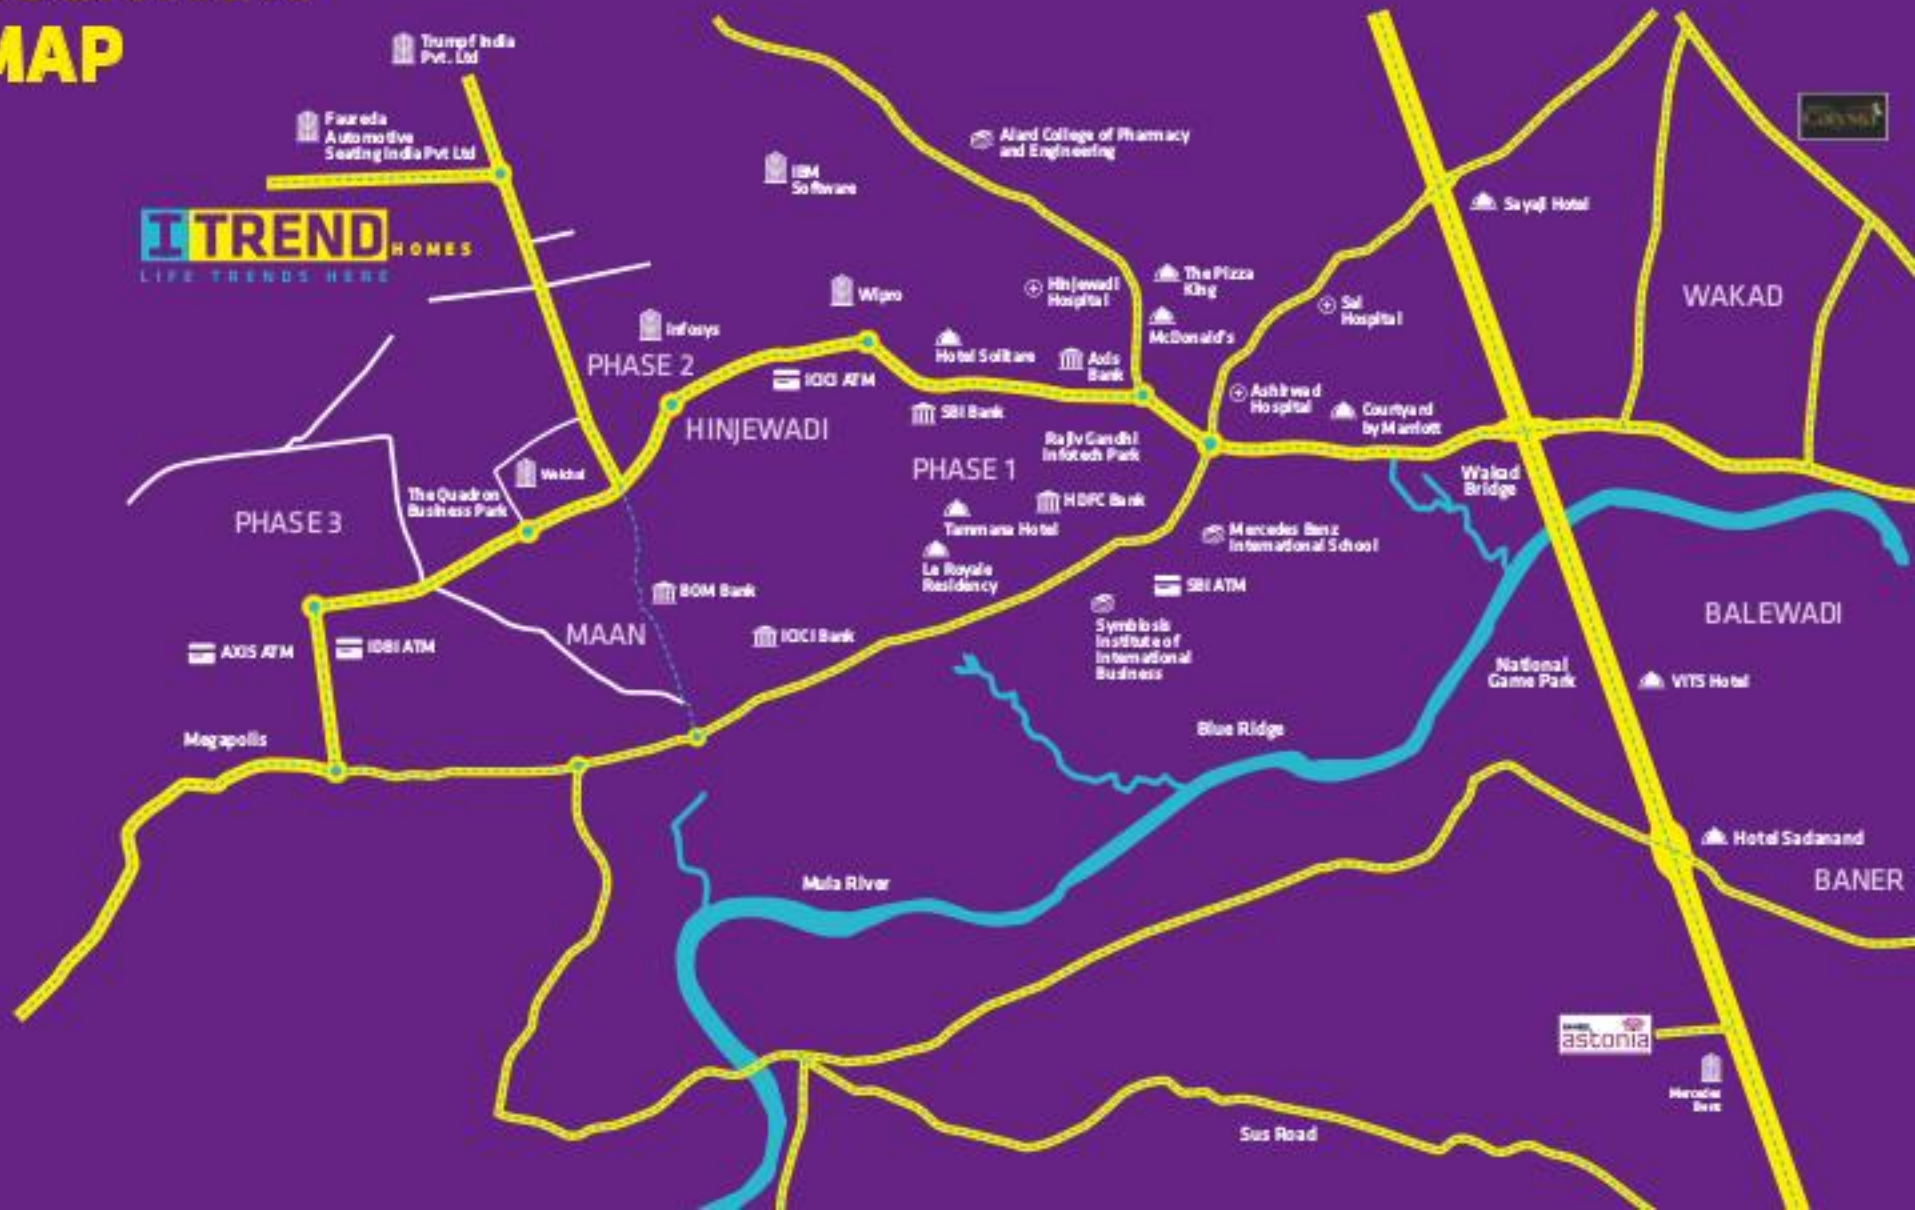 MAP
Trumpf India
Pvt. Ltd
Faureda
Automotive
Seating India Pvt Ltd
ITREND HOMES
LIFE TRENDS HERE
IBM
Software
Alard College of Pharmacy
and Engineering
Sayaji Hotel
WAKAD
Hinjewadi
Hospital
The Pizza
King
Wipro
Infosys
McDonald's
Sai
Hospital
PHASE 2
Hotel Solitare
Axis
Bank
ICICI ATM
SBI Bank
Ashirwad
Hospital
Courtyard
by Marriott
HINJEWADI
Rajiv Gandhi
Infotech Park
PHASE 1
Wakad
Bridge
The Quadron
Business Park
HDFC Bank
PHASE 3
Tammana Hotel
Mercedes Benz
International School
La Royale
Residency
BOM Bank
SBI ATM
BALEWADI
MAAN
ICICI Bank
Symbiosis
Institute of
International
Business
AXIS ATM
IDBI ATM
National
Game Park
VITS Hotel
Megapolis
Blue Ridge
Hotel Sadanand
BANER
Mula River
astonia
Mercedes
Benz
Sus Road